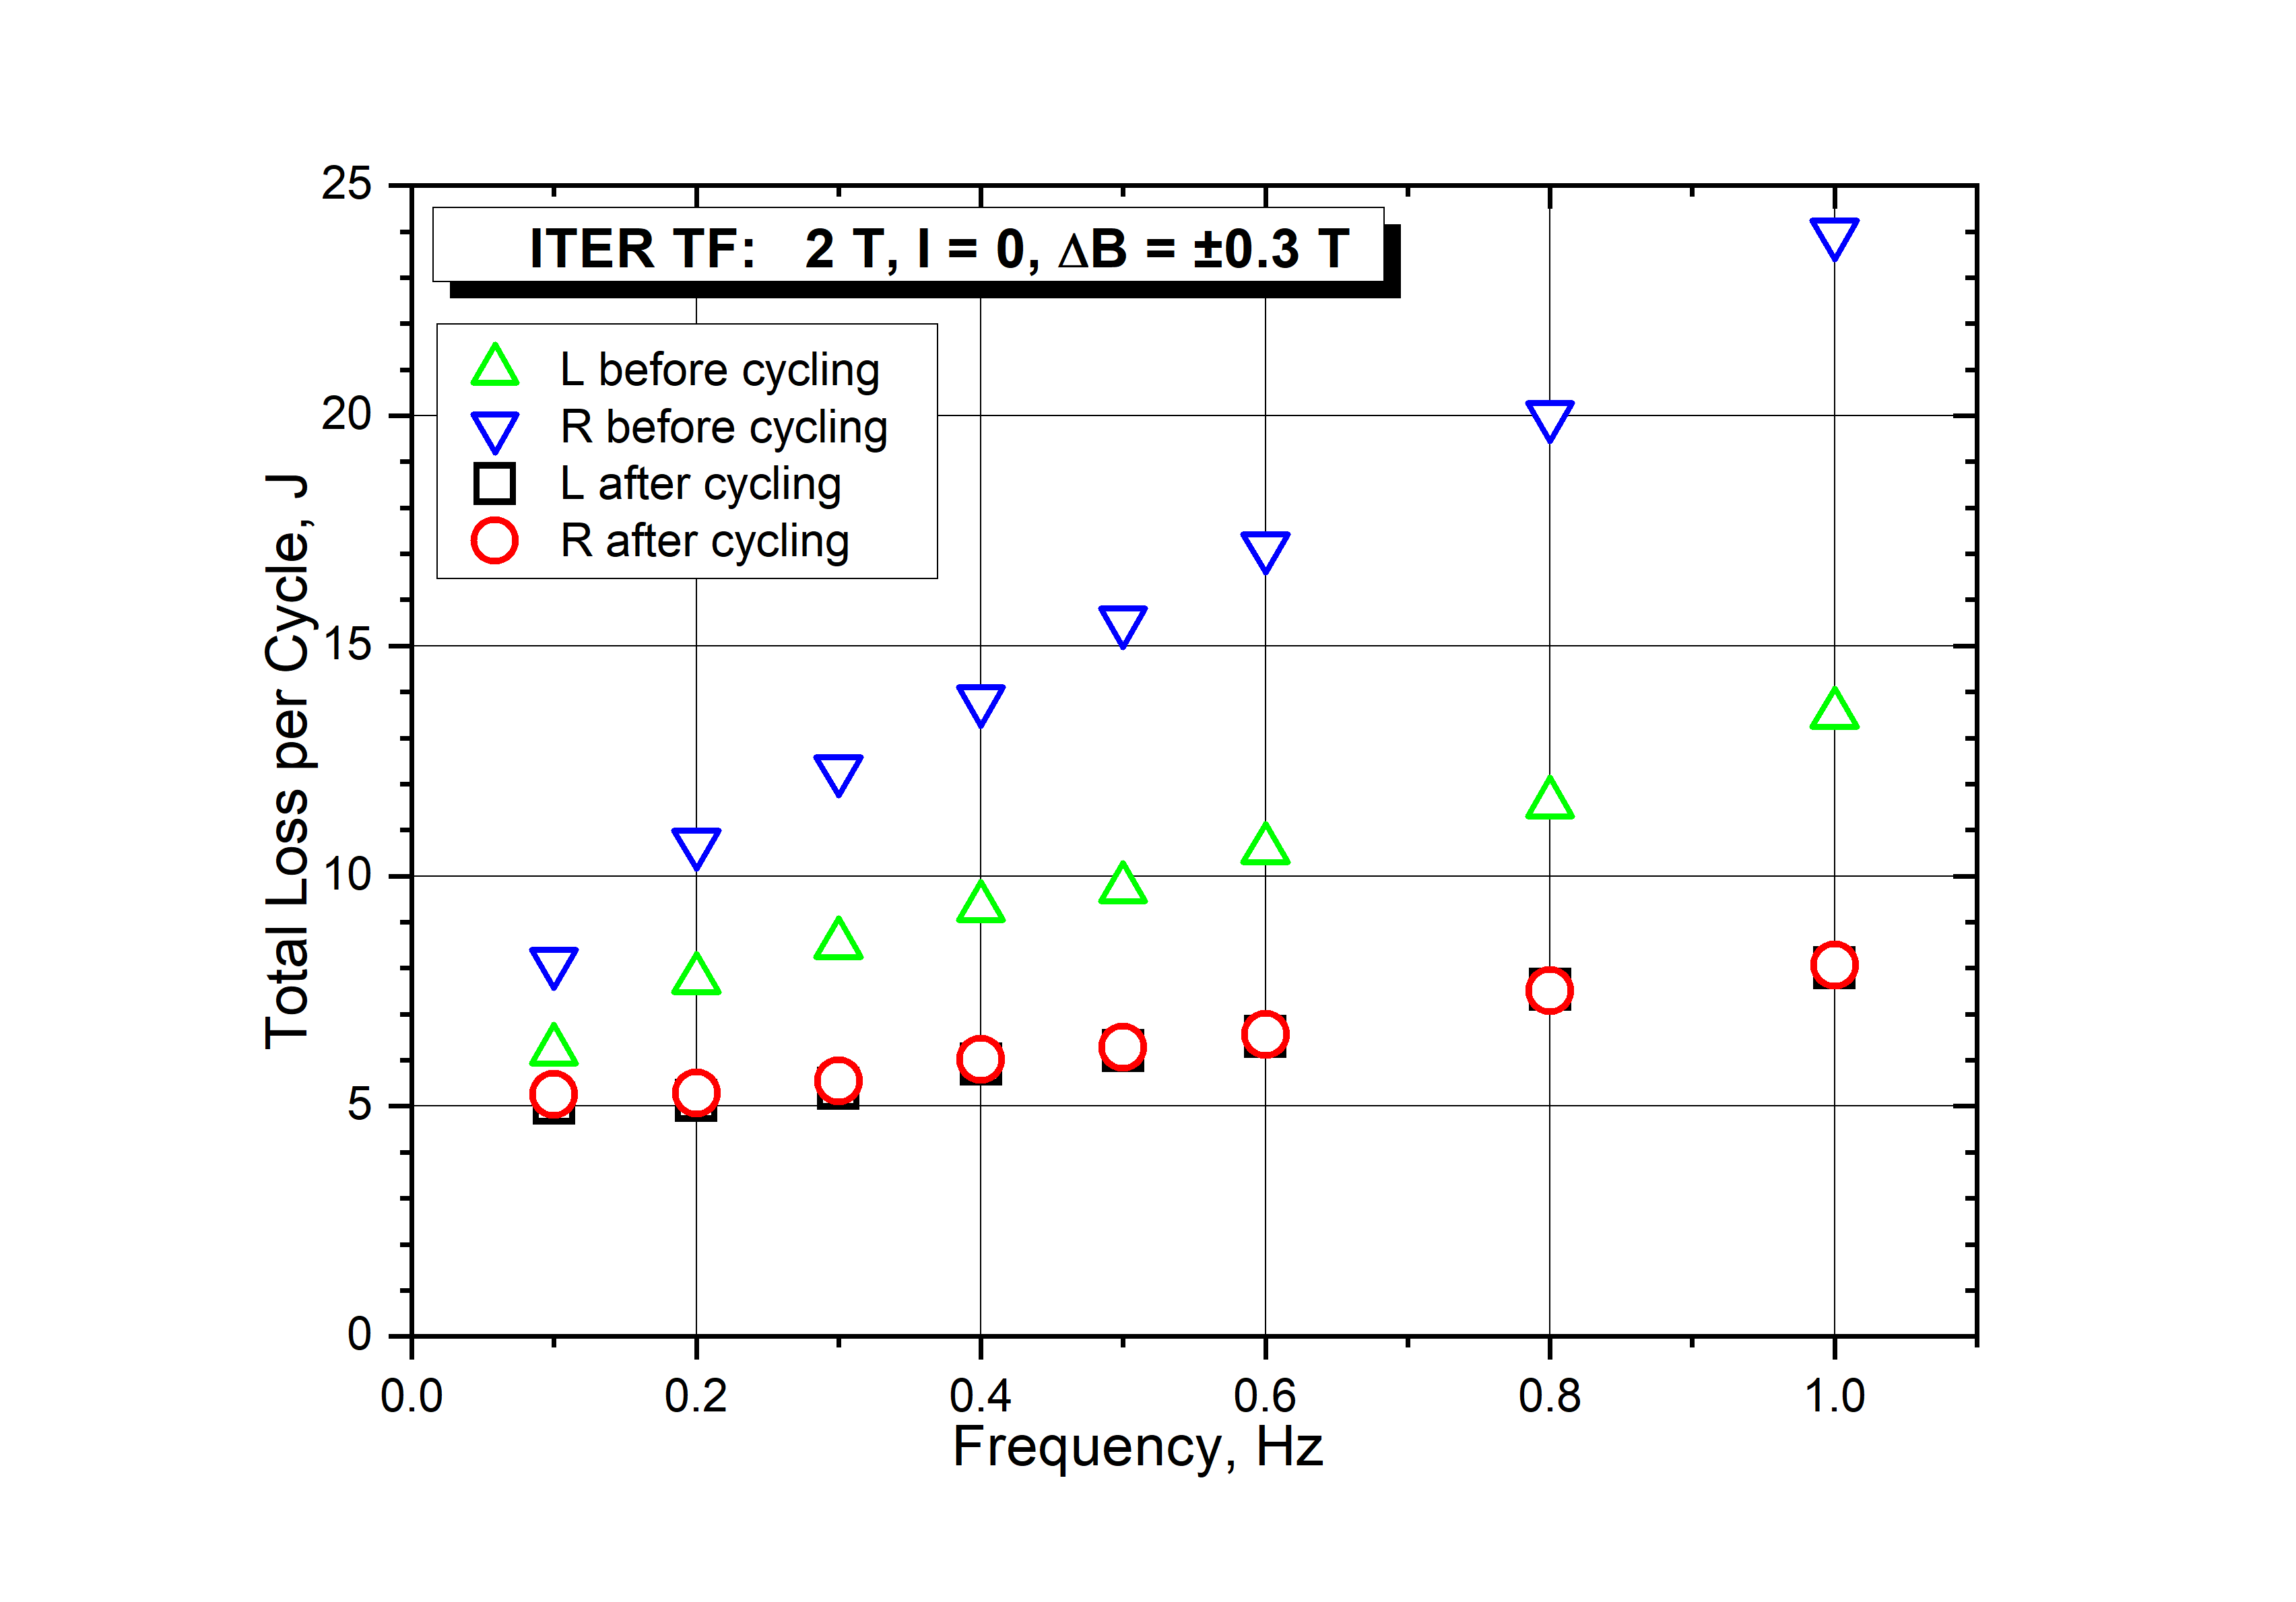 25
20
15
10
5
0
Total Loss per Cycle, J
ITER TF: 2 T, I = 0, ΔB = ±0.3 T
L before cycling
R before cycling
L after cycling
R after cycling
0.0 0.2 0.4 0.6 0.8 1.0
Frequency, Hz